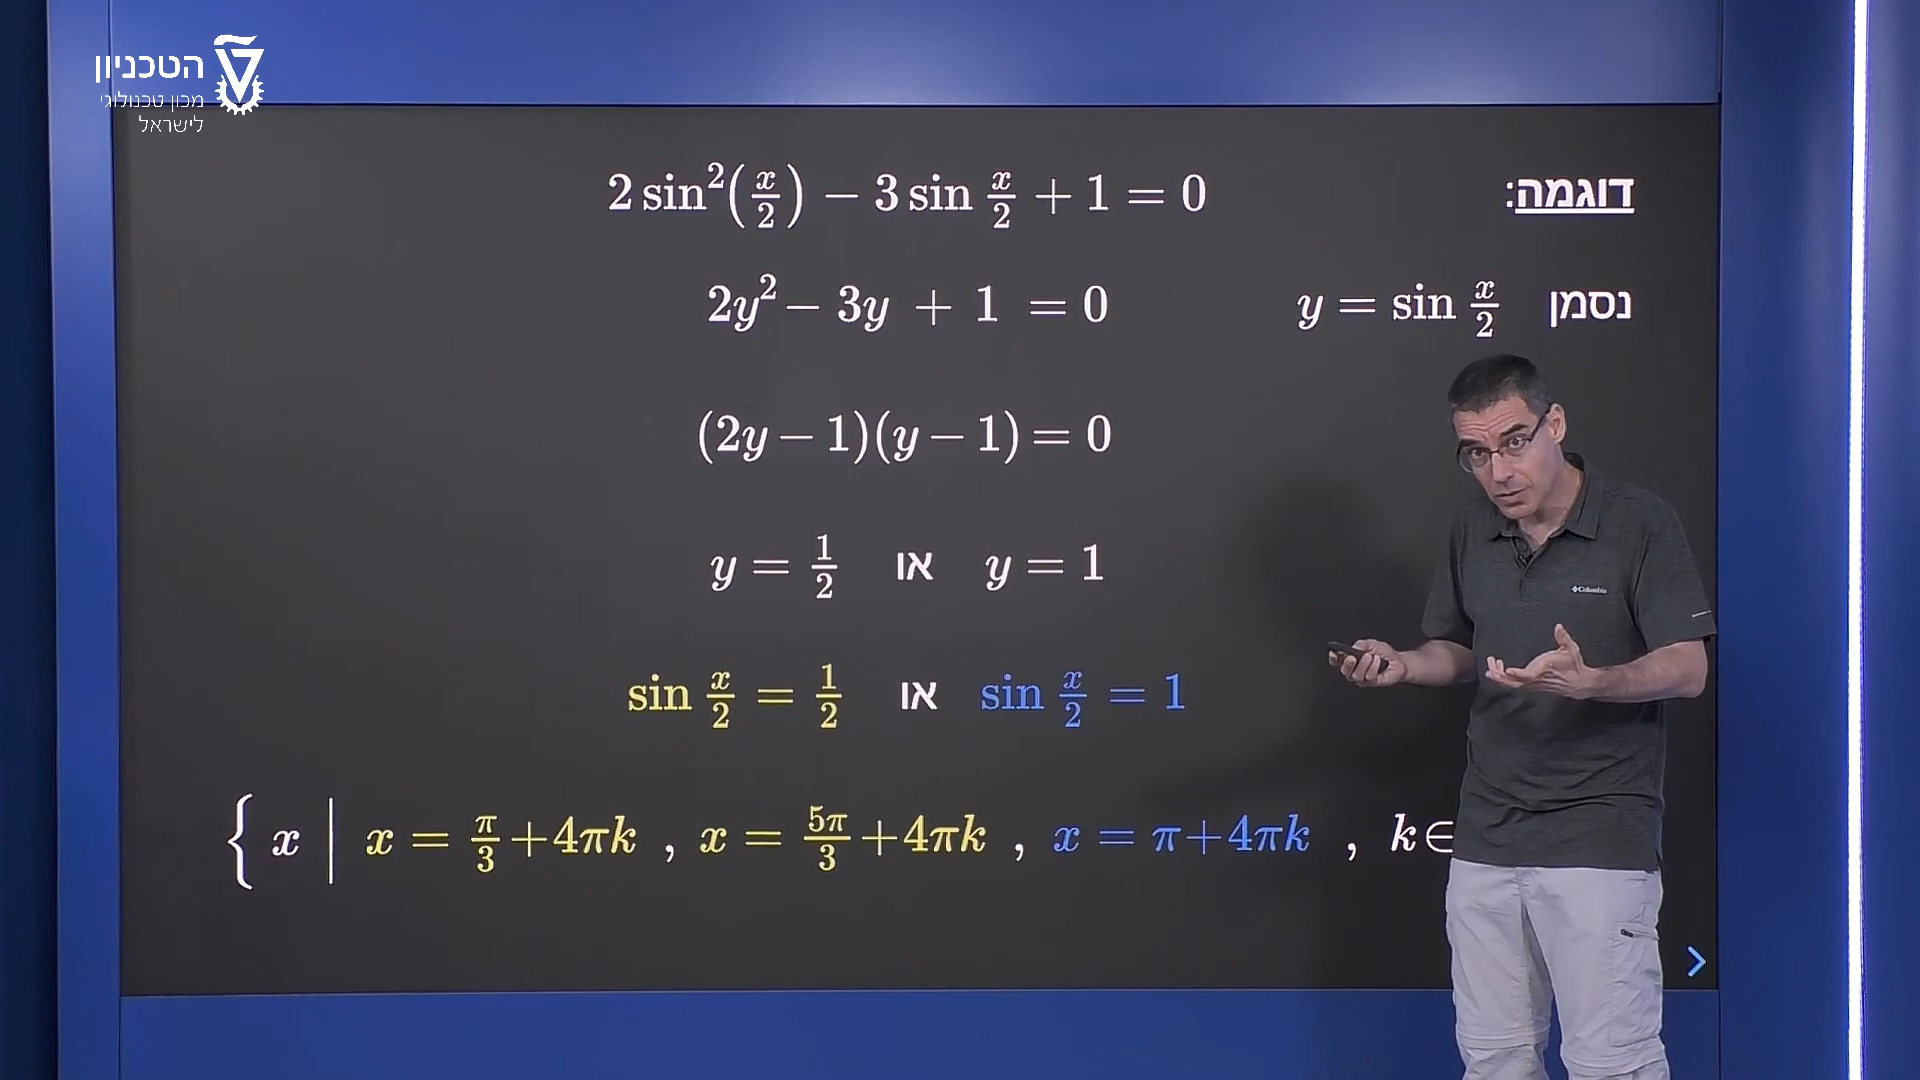 הטכניון
מכון טכנולוגי
לישראל
דוגמה: 2 sin²(x/2) − 3 sin x/2 + 1 = 0
נסמן y = sin x/2
2y² − 3y + 1 = 0
(2y − 1)(y − 1) = 0
y = 1/2 או y = 1
sin x/2 = 1/2 או sin x/2 = 1
{ x | x = π/3 + 4πk , x = 5π/3 + 4πk , x = π + 4πk , k ∈
Columbia